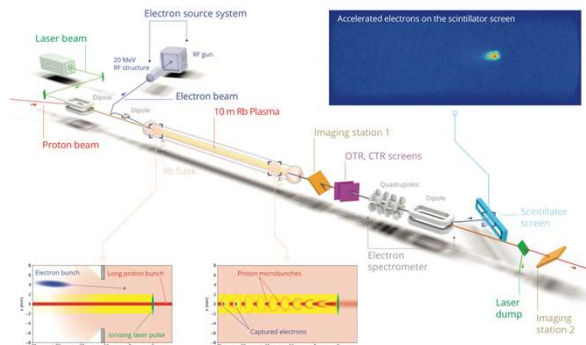 Accelerated electrons on the scintillator screen
Electron source system
Laser beam
20 MeV
RF structure
RF gun
Dipole
Electron beam
Dipole
10 m Rb Plasma
Proton beam
Imaging station 1
OTR, CTR screens
Rb flask
Quadrupoles
Dipole
Scintillator
screen
Electron
spectrometer
Laser
dump
Imaging
station 2
Electron bunch
Long proton bunch
Ionising laser pulse
Proton microbunches
Captured electrons